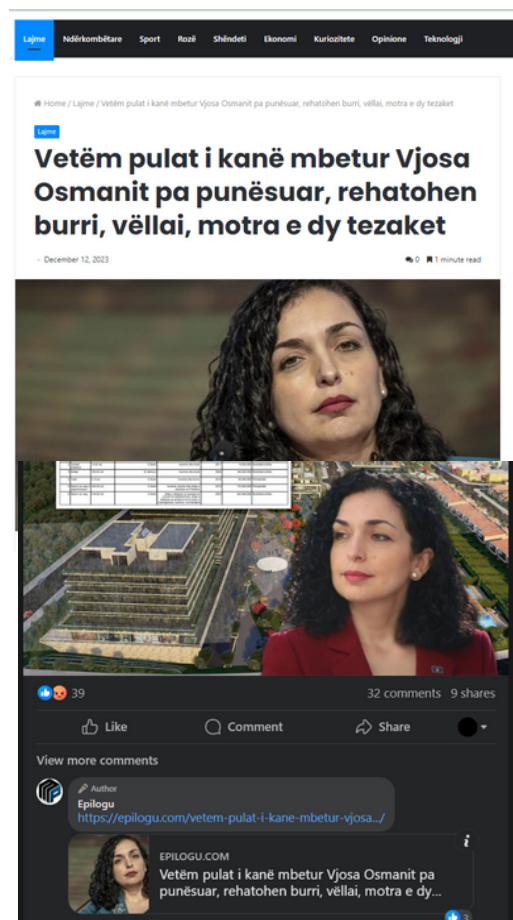 Lajme Ndërkombëtare Sport Rozë Shëndeti Ekonomi Kuriozitete Opinione Teknologji
Home / Lajme / Vetëm pulat i kanë mbetur Vjosa Osmanit pa punësuar, rehatohen burri, vëllai, motra e dy tezaket
Lajme
Vetëm pulat i kanë mbetur Vjosa
Osmanit pa punësuar, rehatohen
burri, vëllai, motra e dy tezaket
- December 12, 2023 0 1 minute read
39 32 comments 9 shares
Like Comment Share
View more comments
Author
Epilogu
https://epilogu.com/vetem-pulat-i-kane-mbetur-vjosa.../
EPILOGU.COM
Vetëm pulat i kanë mbetur Vjosa Osmanit pa
punësuar, rehatohen burri, vëllai, motra e dy...
3